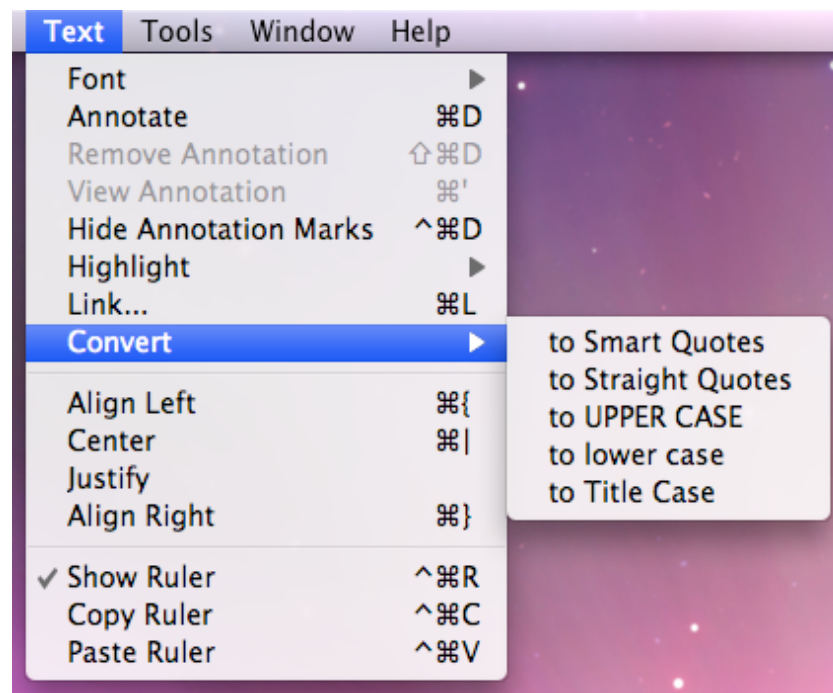 Text Tools Window Help
Font ▶
Annotate ⌘D
Remove Annotation ⇧⌘D
View Annotation ⌘'
Hide Annotation Marks ^⌘D
Highlight ▶
Link... ⌘L
Convert ▶
to Smart Quotes
to Straight Quotes
to UPPER CASE
to lower case
to Title Case
Align Left ⌘{
Center ⌘|
Justify
Align Right ⌘}
✓ Show Ruler ^⌘R
Copy Ruler ^⌘C
Paste Ruler ^⌘V